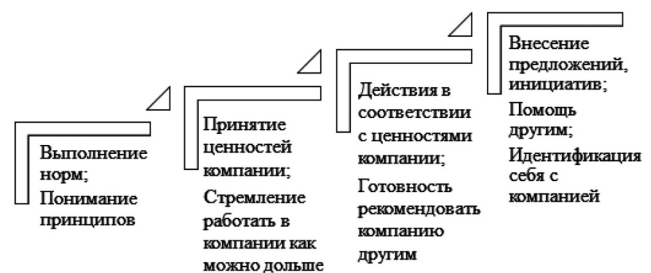 Выполнение
норм;
Понимание
принципов
Принятие
ценностей
компании;
Стремление
работать в
компании как
можно дольше
Действия в
соответствии
с ценностями
компании;
Готовность
рекомендовать
компанию
другим
Внесение
предложений,
инициатив;
Помощь
другим;
Идентификация
себя с
компанией